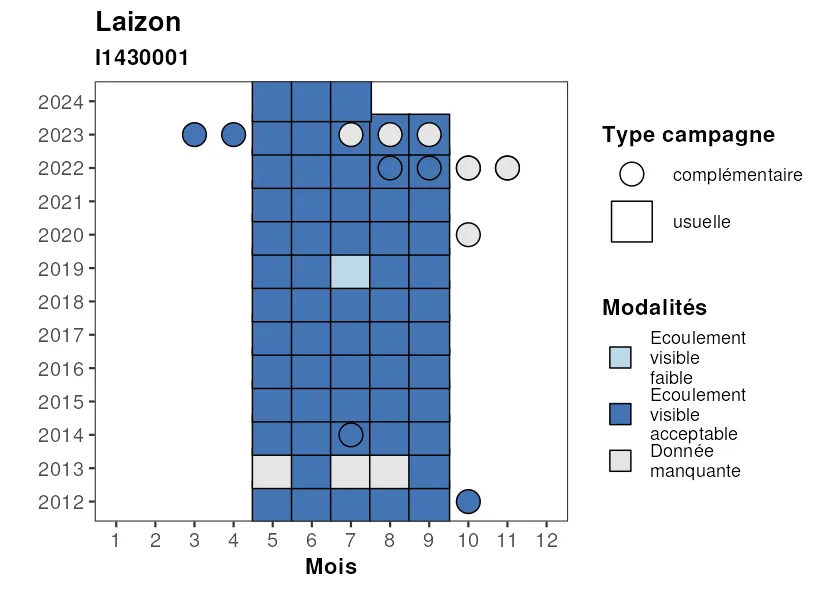 Laizon
I1430001
2024
2023
2022
2021
2020
2019
2018
2017
2016
2015
2014
2013
2012
1 2 3 4 5 6 7 8 9 10 11 12
Mois
Type campagne
complémentaire
usuelle
Modalités
Ecoulement
visible
faible
Ecoulement
visible
acceptable
Donnée
manquante